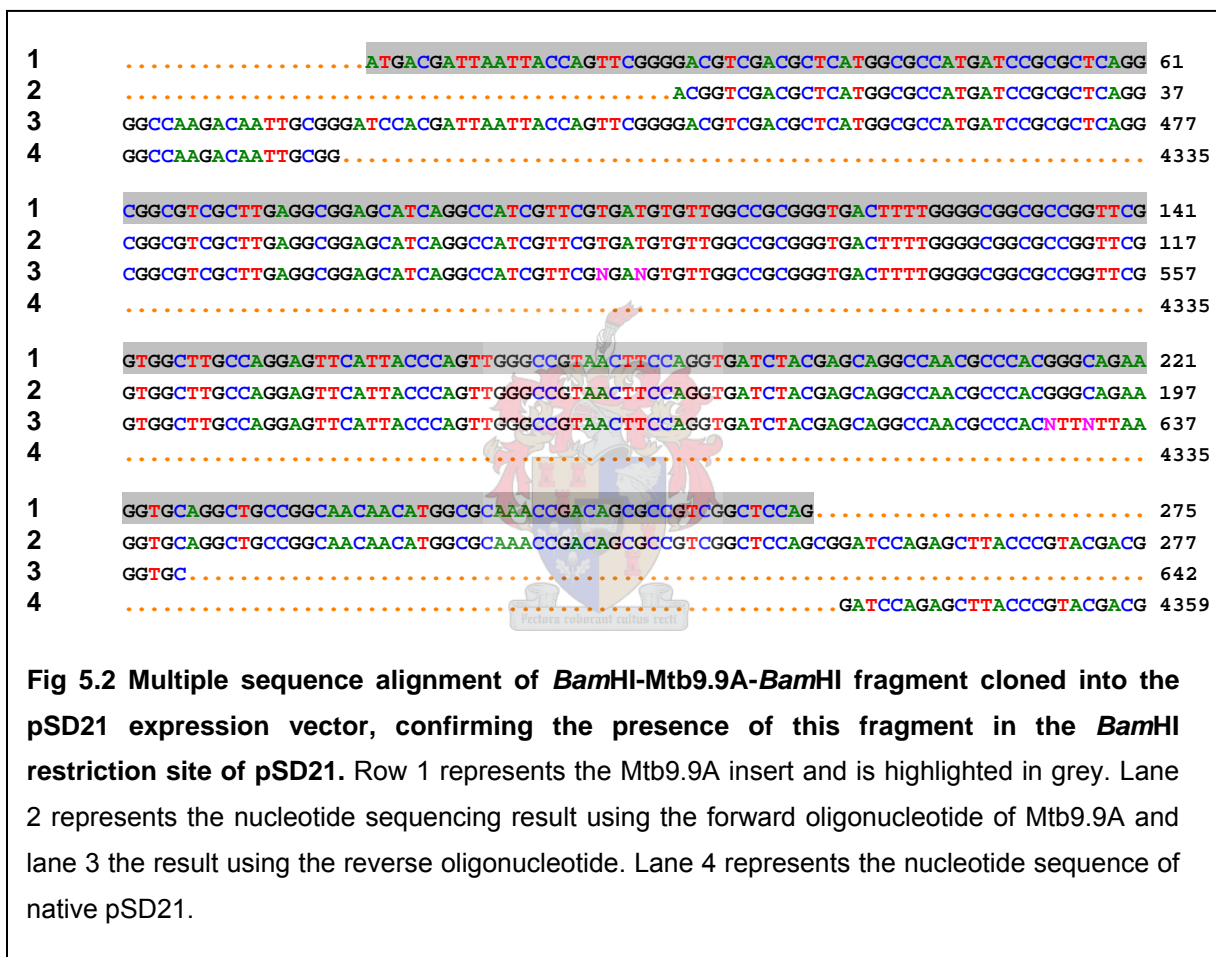 1 ...................ATGACGATTAATTACCAGTTCGGGGACGTCGACGCTCATGGCGCCATGATCCGCGCTCAGG 61
2 ...........................................ACGGTCGACGCTCATGGCGCCATGATCCGCGCTCAGG 37
3 GGCCAAGACAATTGCGGGATCCACGATTAATTACCAGTTCGGGGACGTCGACGCTCATGGCGCCATGATCCGCGCTCAGG 477
4 GGCCAAGACAATTGCGG............................................................... 4335
1 CGGCGTCGCTTGAGGCGGAGCATCAGGCCATCGTTCGTGATGTGTTGGCCGCGGGTGACTTTTGGGGCGGCGCCGGTTCG 141
2 CGGCGTCGCTTGAGGCGGAGCATCAGGCCATCGTTCGTGATGTGTTGGCCGCGGGTGACTTTTGGGGCGGCGCCGGTTCG 117
3 CGGCGTCGCTTGAGGCGGAGCATCAGGCCATCGTTCGNGANGTGTTGGCCGCGGGTGACTTTTGGGGCGGCGCCGGTTCG 557
4 ................................................................................ 4335
1 GTGGCTTGCCAGGAGTTCATTACCCAGTTGGGCCGTAACTTCCAGGTGATCTACGAGCAGGCCAACGCCCACGGGCAGAA 221
2 GTGGCTTGCCAGGAGTTCATTACCCAGTTGGGCCGTAACTTCCAGGTGATCTACGAGCAGGCCAACGCCCACGGGCAGAA 197
3 GTGGCTTGCCAGGAGTTCATTACCCAGTTGGGCCGTAACTTCCAGGTGATCTACGAGCAGGCCAACGCCCACNTTNTTAA 637
4 ................................................................................ 4335
1 GGTGCAGGCTGCCGGCAACAACATGGCGCAAACCGACAGCGCCGTCGGCTCCAG.......................... 275
2 GGTGCAGGCTGCCGGCAACAACATGGCGCAAACCGACAGCGCCGTCGGCTCCAGCGGATCCAGAGCTTACCCGTACGACG 277
3 GGTGC........................................................................... 642
4 ........................................................GATCCAGAGCTTACCCGTACGACG 4359
Pectora roborant cultus recti
Fig 5.2 Multiple sequence alignment of BamHI-Mtb9.9A-BamHI fragment cloned into the
pSD21 expression vector, confirming the presence of this fragment in the BamHI
restriction site of pSD21. Row 1 represents the Mtb9.9A insert and is highlighted in grey. Lane
2 represents the nucleotide sequencing result using the forward oligonucleotide of Mtb9.9A and
lane 3 the result using the reverse oligonucleotide. Lane 4 represents the nucleotide sequence of
native pSD21.